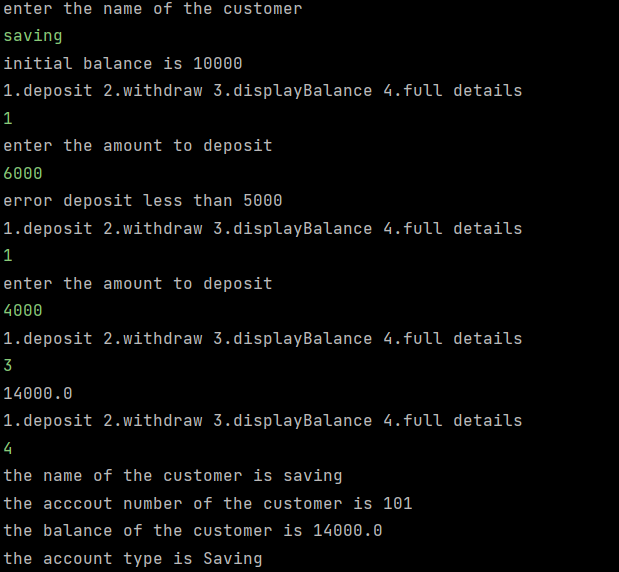 enter the name of the customer
saving
initial balance is 10000
1.deposit 2.withdraw 3.displayBalance 4.full details
1
enter the amount to deposit
6000
error deposit less than 5000
1.deposit 2.withdraw 3.displayBalance 4.full details
1
enter the amount to deposit
4000
1.deposit 2.withdraw 3.displayBalance 4.full details
3
14000.0
1.deposit 2.withdraw 3.displayBalance 4.full details
4
the name of the customer is saving
the acccout number of the customer is 101
the balance of the customer is 14000.0
the account type is Saving